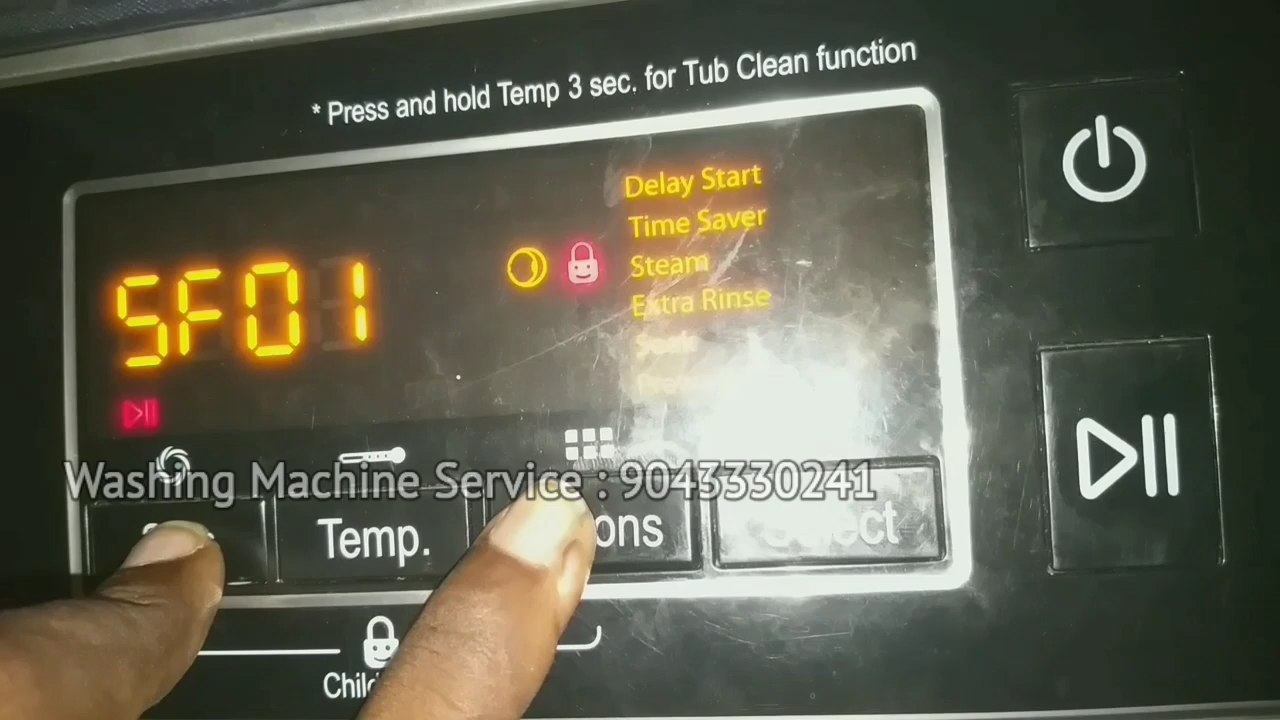 * Press and hold Temp 3 sec. for Tub Clean function
Delay Start
Time Saver
Steam
Extra Rinse
SF01
Washing Machine Service : 9043330241
Temp.